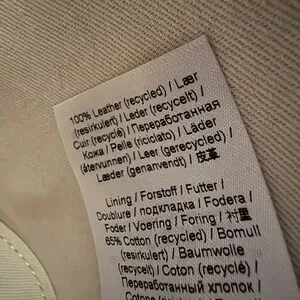 100% Leather (recycled) / Lær
(resirkulert) / Leder (recycelt) /
Cuir (recyclé) / Переработанная
Кожа / Pelle (riciclato) / Läder
(återvunnen) / Leer (gerecycled) /
Læder (genanvendt) / 皮革
Lining / Forstoff / Futter /
Doublure / подкладка / Fodera /
Foder / Voering / Foring / 衬里
65% Cotton (recycled) / Bomull
(resirkulert) / Baumwolle
(recycelt) / Coton (recyclé) /
Переработанный хлопок /
Cotone